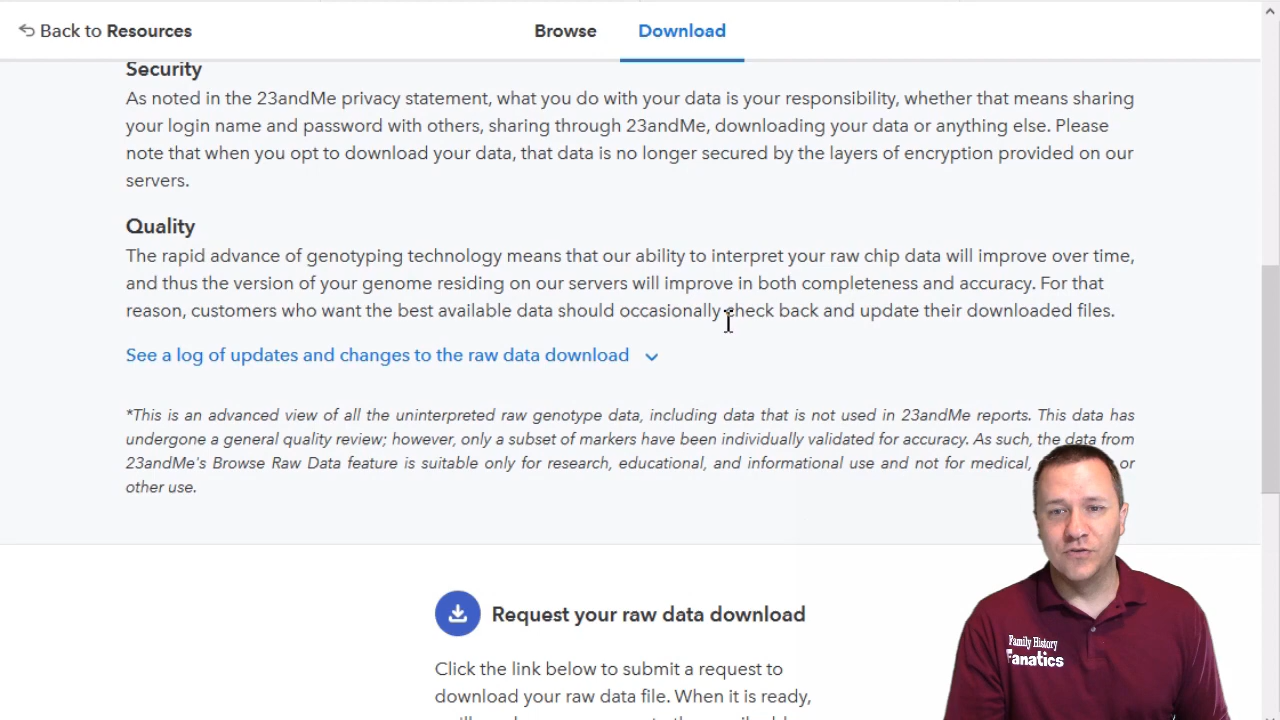 Back to Resources
Browse
Download
Security
As noted in the 23andMe privacy statement, what you do with your data is your responsibility, whether that means sharing
your login name and password with others, sharing through 23andMe, downloading your data or anything else. Please
note that when you opt to download your data, that data is no longer secured by the layers of encryption provided on our
servers.
Quality
The rapid advance of genotyping technology means that our ability to interpret your raw chip data will improve over time,
and thus the version of your genome residing on our servers will improve in both completeness and accuracy. For that
reason, customers who want the best available data should occasionally check back and update their downloaded files.
See a log of updates and changes to the raw data download
*This is an advanced view of all the uninterpreted raw genotype data, including data that is not used in 23andMe reports. This data has
undergone a general quality review; however, only a subset of markers have been individually validated for accuracy. As such, the data from
23andMe's Browse Raw Data feature is suitable only for research, educational, and informational use and not for medical, or
other use.
Request your raw data download
Click the link below to submit a request to
download your raw data file. When it is ready,
Family History
Fanatics